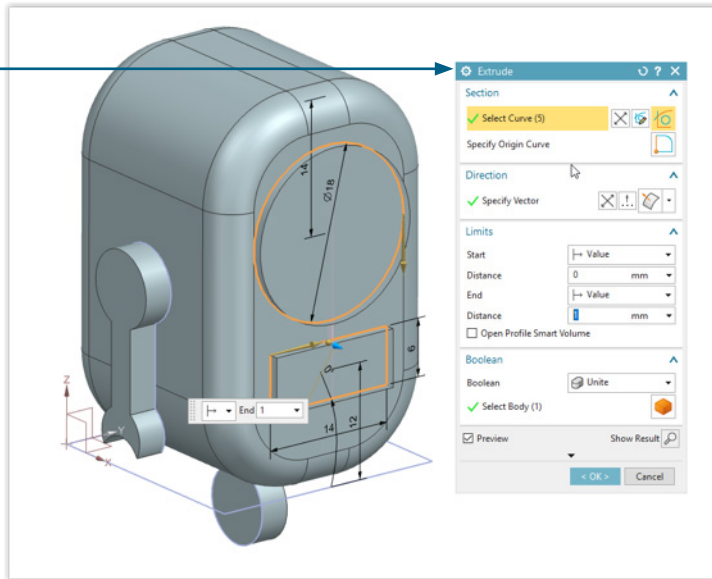 Extrude ?
Section
Select Curve (5)
Specify Origin Curve
Direction
Specify Vector
Limits
Start Value
Distance 0 mm
End Value
Distance 1 mm
Open Profile Smart Volume
Boolean
Boolean Unite
Select Body (1)
Preview Show Result
< OK > Cancel
14
Ø18
6
0
End 1
14
12
Z
Y
X